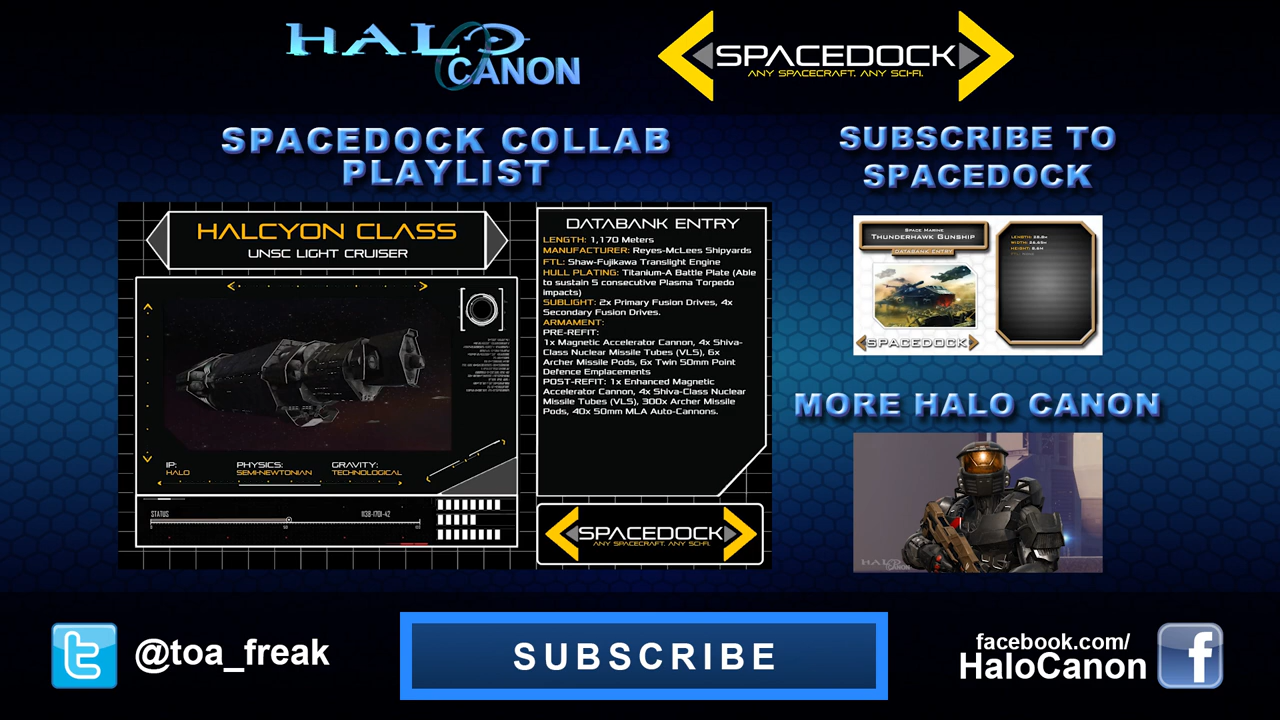 HALO
CANON
SPACEDOCK
ANY SPACECRAFT. ANY SCI-FI.
SPACEDOCK COLLAB
PLAYLIST
HALCYON CLASS
UNSC LIGHT CRUISER
IP:
HALO
PHYSICS:
SEMI-NEWTONIAN
GRAVITY:
TECHNOLOGICAL
STATUS
1138-1701-42
DATABANK ENTRY
LENGTH: 1,170 Meters
MANUFACTURER: Reyes-McLees Shipyards
FTL: Shaw-Fujikawa Translight Engine
HULL PLATING: Titanium-A Battle Plate (Able
to sustain 5 consecutive Plasma Torpedo
impacts)
SUBLIGHT: 2x Primary Fusion Drives, 4x
Secondary Fusion Drives.
ARMAMENT:
PRE-REFIT:
1x Magnetic Accelerator Cannon, 4x Shiva-
Class Nuclear Missile Tubes (VLS), 6x
Archer Missile Pods, 6x Twin 50mm Point
Defence Emplacements
POST-REFIT: 1x Enhanced Magnetic
Accelerator Cannon, 4x Shiva-Class Nuclear
Missile Tubes (VLS), 300x Archer Missile
Pods, 40x 50mm MLA Auto-Cannons.
SPACEDOCK
ANY SPACECRAFT. ANY SCI-FI.
SUBSCRIBE TO
SPACEDOCK
SPACE MARINE
THUNDERHAWK GUNSHIP
DATABANK ENTRY
SPACEDOCK
MORE HALO CANON
HALO
CANON
@toa_freak
SUBSCRIBE
facebook.com/
HaloCanon